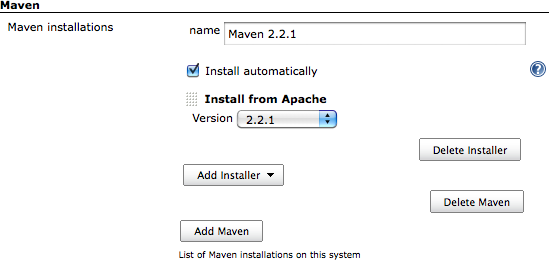 Maven
Maven installations
name Maven 2.2.1
Install automatically
?
Install from Apache
Version 2.2.1
Delete Installer
Add Installer
Delete Maven
Add Maven
List of Maven installations on this system